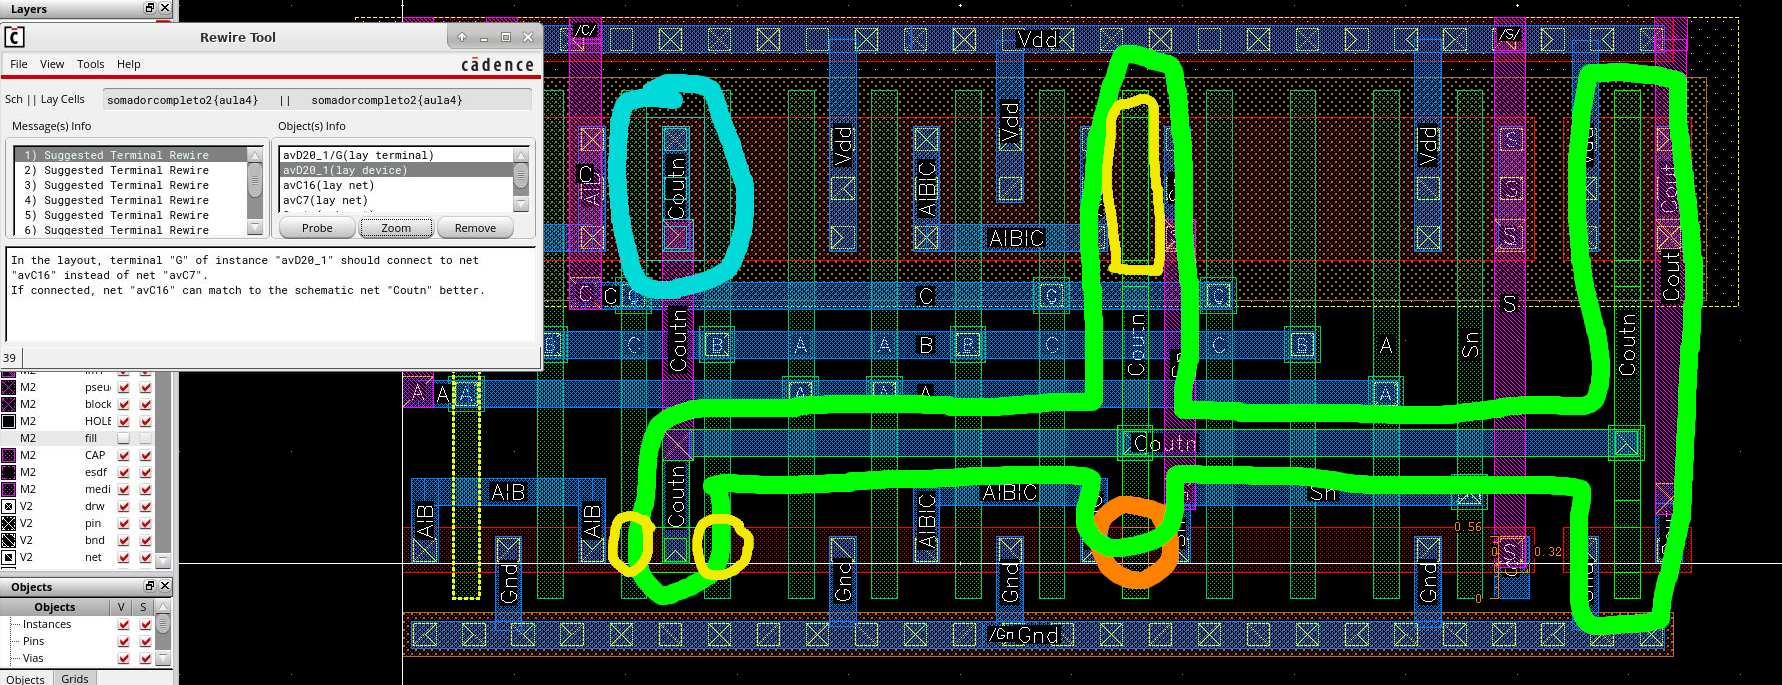 Layers
Rewire Tool
File View Tools Help
cādence
Sch || Lay Cells
somadorcompleto2{aula4} || somadorcompleto2{aula4}
Message(s) Info
Object(s) Info
1) Suggested Terminal Rewire
2) Suggested Terminal Rewire
3) Suggested Terminal Rewire
4) Suggested Terminal Rewire
5) Suggested Terminal Rewire
6) Suggested Terminal Rewire
avD20_1/G(lay terminal)
avD20_1(lay device)
avC16(lay net)
avC7(lay net)
Probe Zoom Remove
In the layout, terminal "G" of instance "avD20_1" should connect to net
"avC16" instead of net "avC7".
If connected, net "avC16" can match to the schematic net "Coutn" better.
39
M2 pseu
M2 block
M2 HOLE
M2 fill
M2 CAP
M2 esdf
M2 medi
V2 drw
V2 pin
V2 bnd
V2 net
Objects
Objects V S
Instances
Pins
Vias
Objects Grids
/C/ Vdd /S/
C Coutn Vdd AIBIC Vdd Vdd S Cout
AIBIC
C C C C C C S Cout
Coutn Coutn Sn Coutn
B C B A A B B C C B A
A A A A A A A
Coutn
AIB Coutn AIBIC Sn
AIB AIB AIBIC
0.56
0.32
0
Gnd Gnd Gnd Gnd Gnd
/Gn Gnd